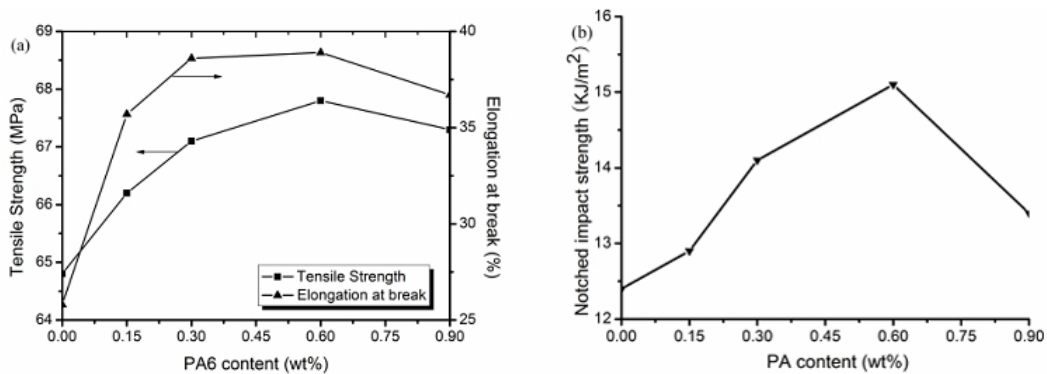 (a)
69
68
67
66
65
64
Tensile Strength (MPa)
40
35
30
25
Elongation at break (%)
Tensile Strength
Elongation at break
0.00 0.15 0.30 0.45 0.60 0.75 0.90
PA6 content (wt%)
(b)
16
15
14
13
12
Notched impact strength (KJ/m²)
0.00 0.15 0.30 0.45 0.60 0.75 0.90
PA content (wt%)